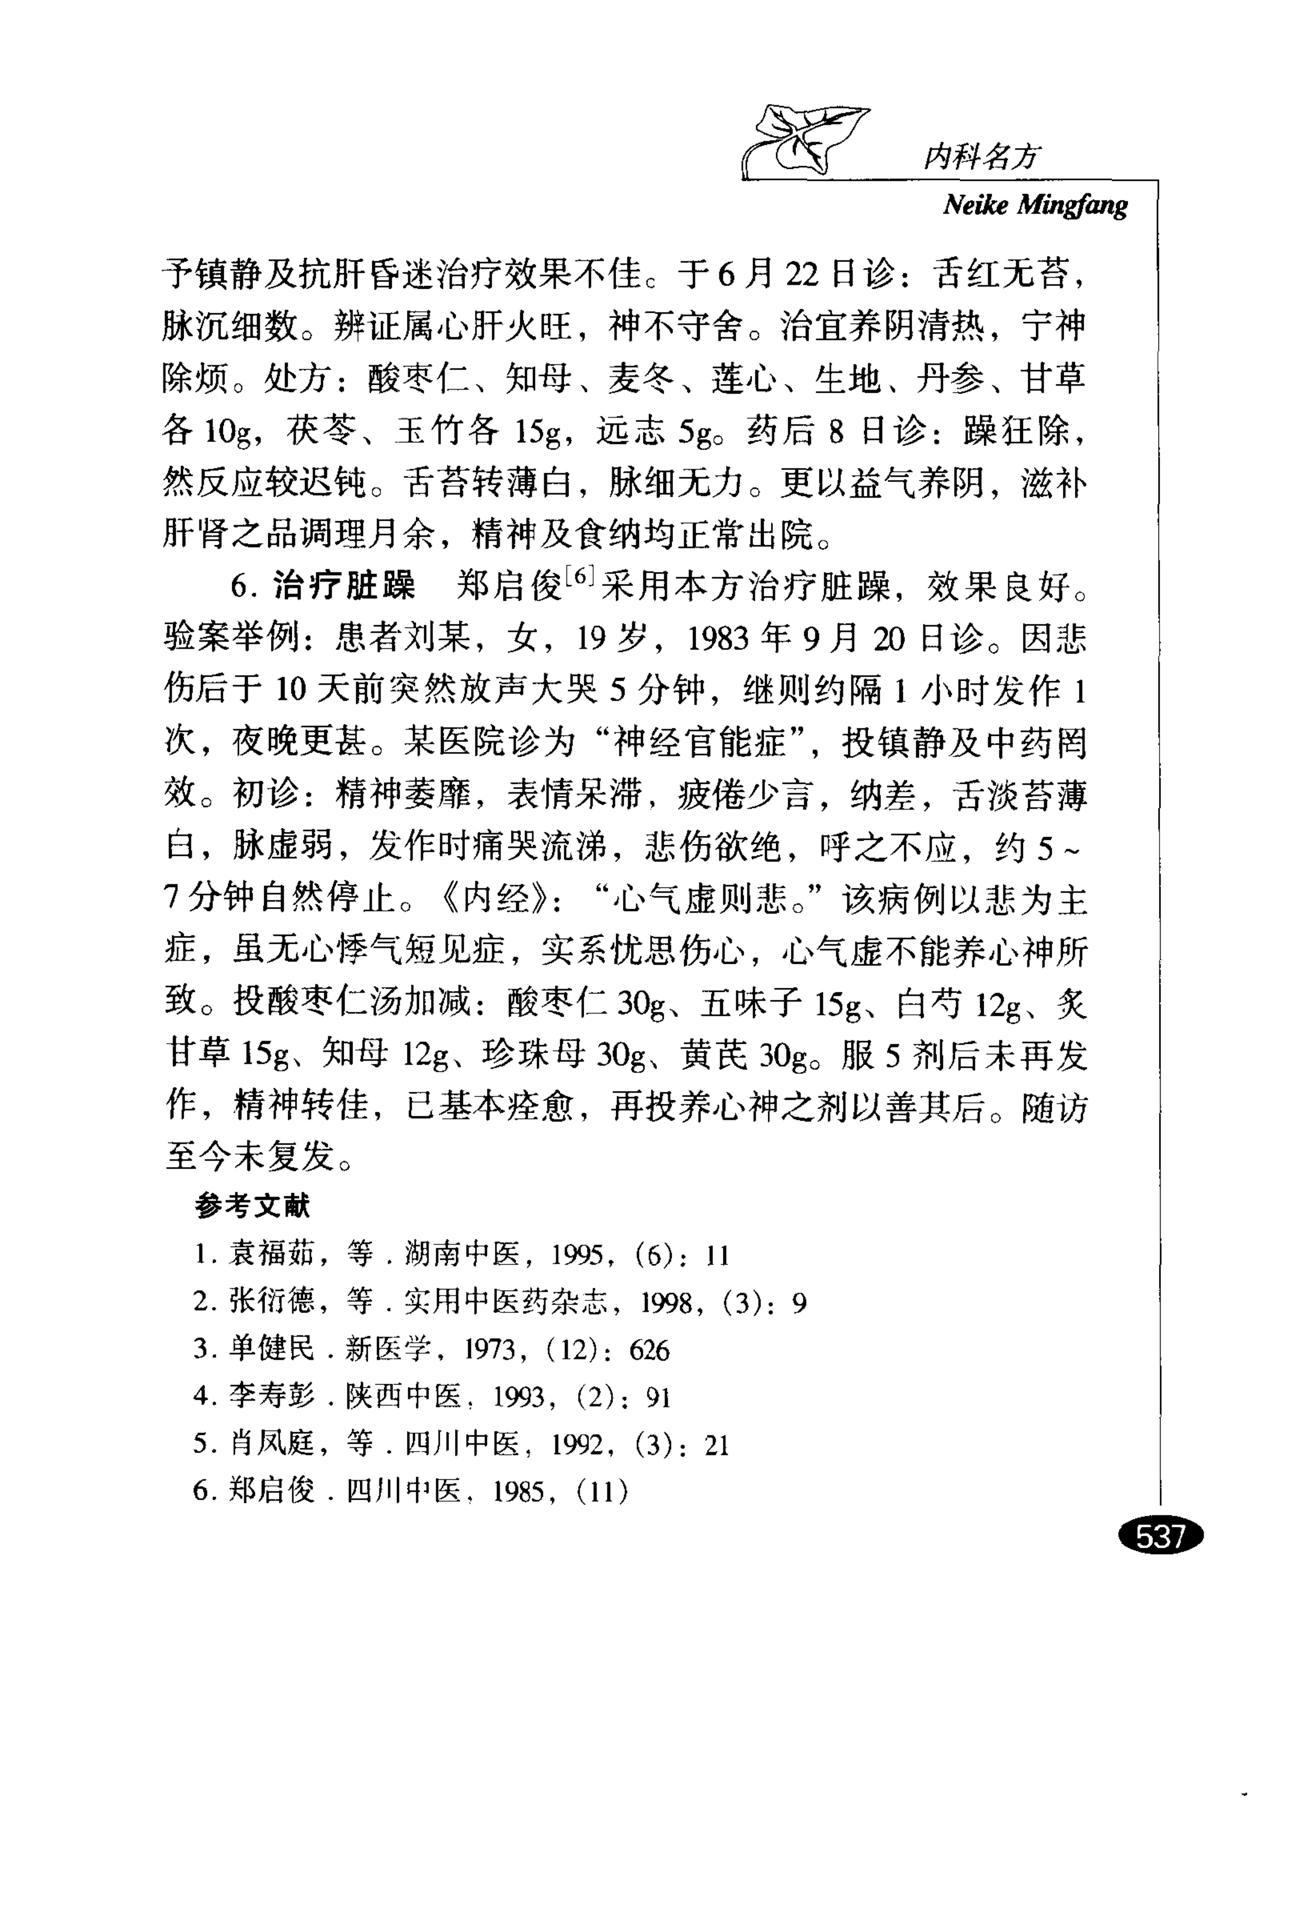 内科名方
Neike Mingfang
予镇静及抗肝昏迷治疗效果不佳。于6月22日诊：舌红无苔，
脉沉细数。辨证属心肝火旺，神不守舍。治宜养阴清热，宁神
除烦。处方：酸枣仁、知母、麦冬、莲心、生地、丹参、甘草
各10g，茯苓、玉竹各15g，远志5g。药后8日诊：躁狂除，
然反应较迟钝。舌苔转薄白，脉细无力。更以益气养阴，滋补
肝肾之品调理月余，精神及食纳均正常出院。
6. 治疗脏躁　郑启俊[6]采用本方治疗脏躁，效果良好。
验案举例：患者刘某，女，19岁，1983年9月20日诊。因悲
伤后于10天前突然放声大哭5分钟，继则约隔1小时发作1
次，夜晚更甚。某医院诊为“神经官能症”，投镇静及中药罔
效。初诊：精神萎靡，表情呆滞，疲倦少言，纳差，舌淡苔薄
白，脉虚弱，发作时痛哭流涕，悲伤欲绝，呼之不应，约5~
7分钟自然停止。《内经》：“心气虚则悲。”该病例以悲为主
症，虽无心悸气短见症，实系忧思伤心，心气虚不能养心神所
致。投酸枣仁汤加减：酸枣仁30g、五味子15g、白芍12g、炙
甘草15g、知母12g、珍珠母30g、黄芪30g。服5剂后未再发
作，精神转佳，已基本痊愈，再投养心神之剂以善其后。随访
至今未复发。
参考文献
1. 袁福茹，等．湖南中医，1995，(6)：11
2. 张衍德，等．实用中医药杂志，1998，(3)：9
3. 单健民．新医学，1973，(12)：626
4. 李寿彭．陕西中医，1993，(2)：91
5. 肖凤庭，等．四川中医，1992，(3)：21
6. 郑启俊．四川中医，1985，(11)
537